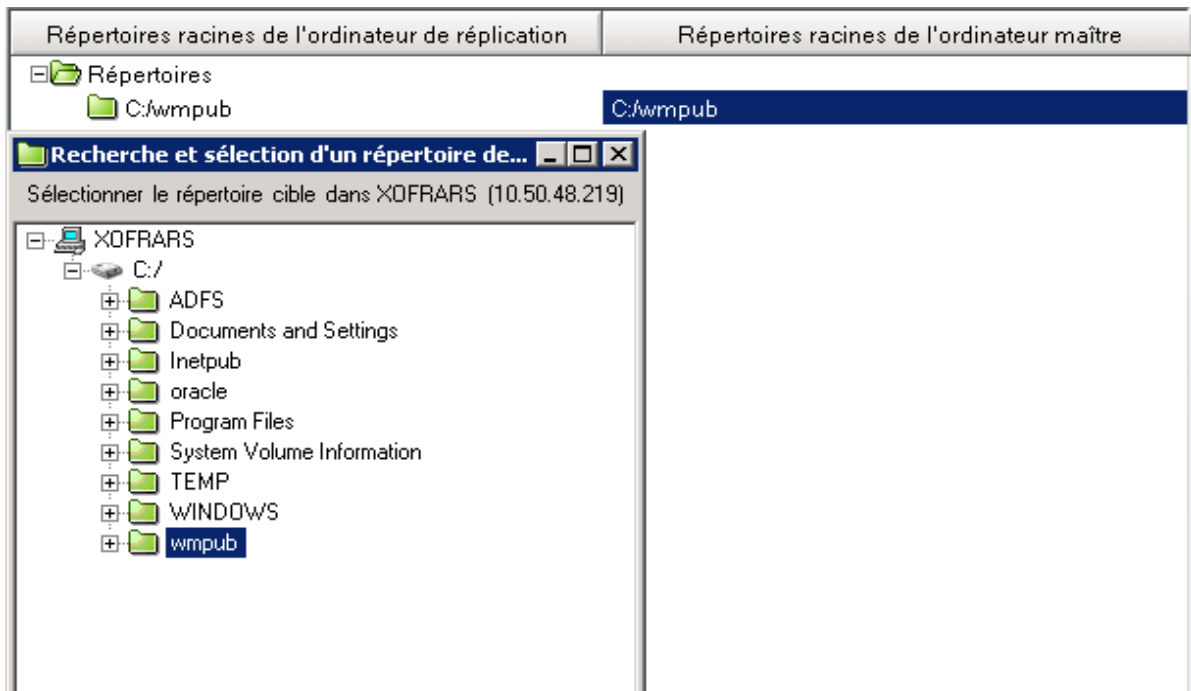 Répertoires racines de l'ordinateur de réplication Répertoires racines de l'ordinateur maître
Répertoires
C:/wmpub C:/wmpub
Recherche et sélection d'un répertoire de...
Sélectionner le répertoire cible dans XOFRARS (10.50.48.219)
XOFRARS
C:/
ADFS
Documents and Settings
Inetpub
oracle
Program Files
System Volume Information
TEMP
WINDOWS
wmpub